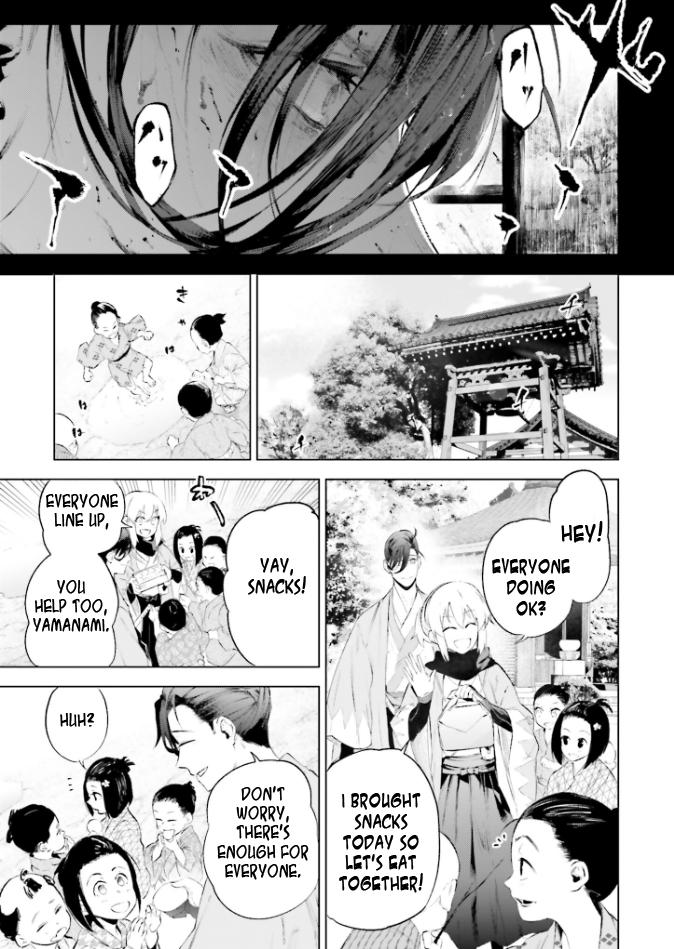 HEY!
EVERYONE
DOING
OK?
I BROUGHT
SNACKS
TODAY SO
LET'S EAT
TOGETHER!
YAY,
SNACKS!
EVERYONE
LINE UP,
YOU
HELP TOO,
YAMANAMI.
DON'T
WORRY,
THERE'S
ENOUGH FOR
EVERYONE.
HUH?